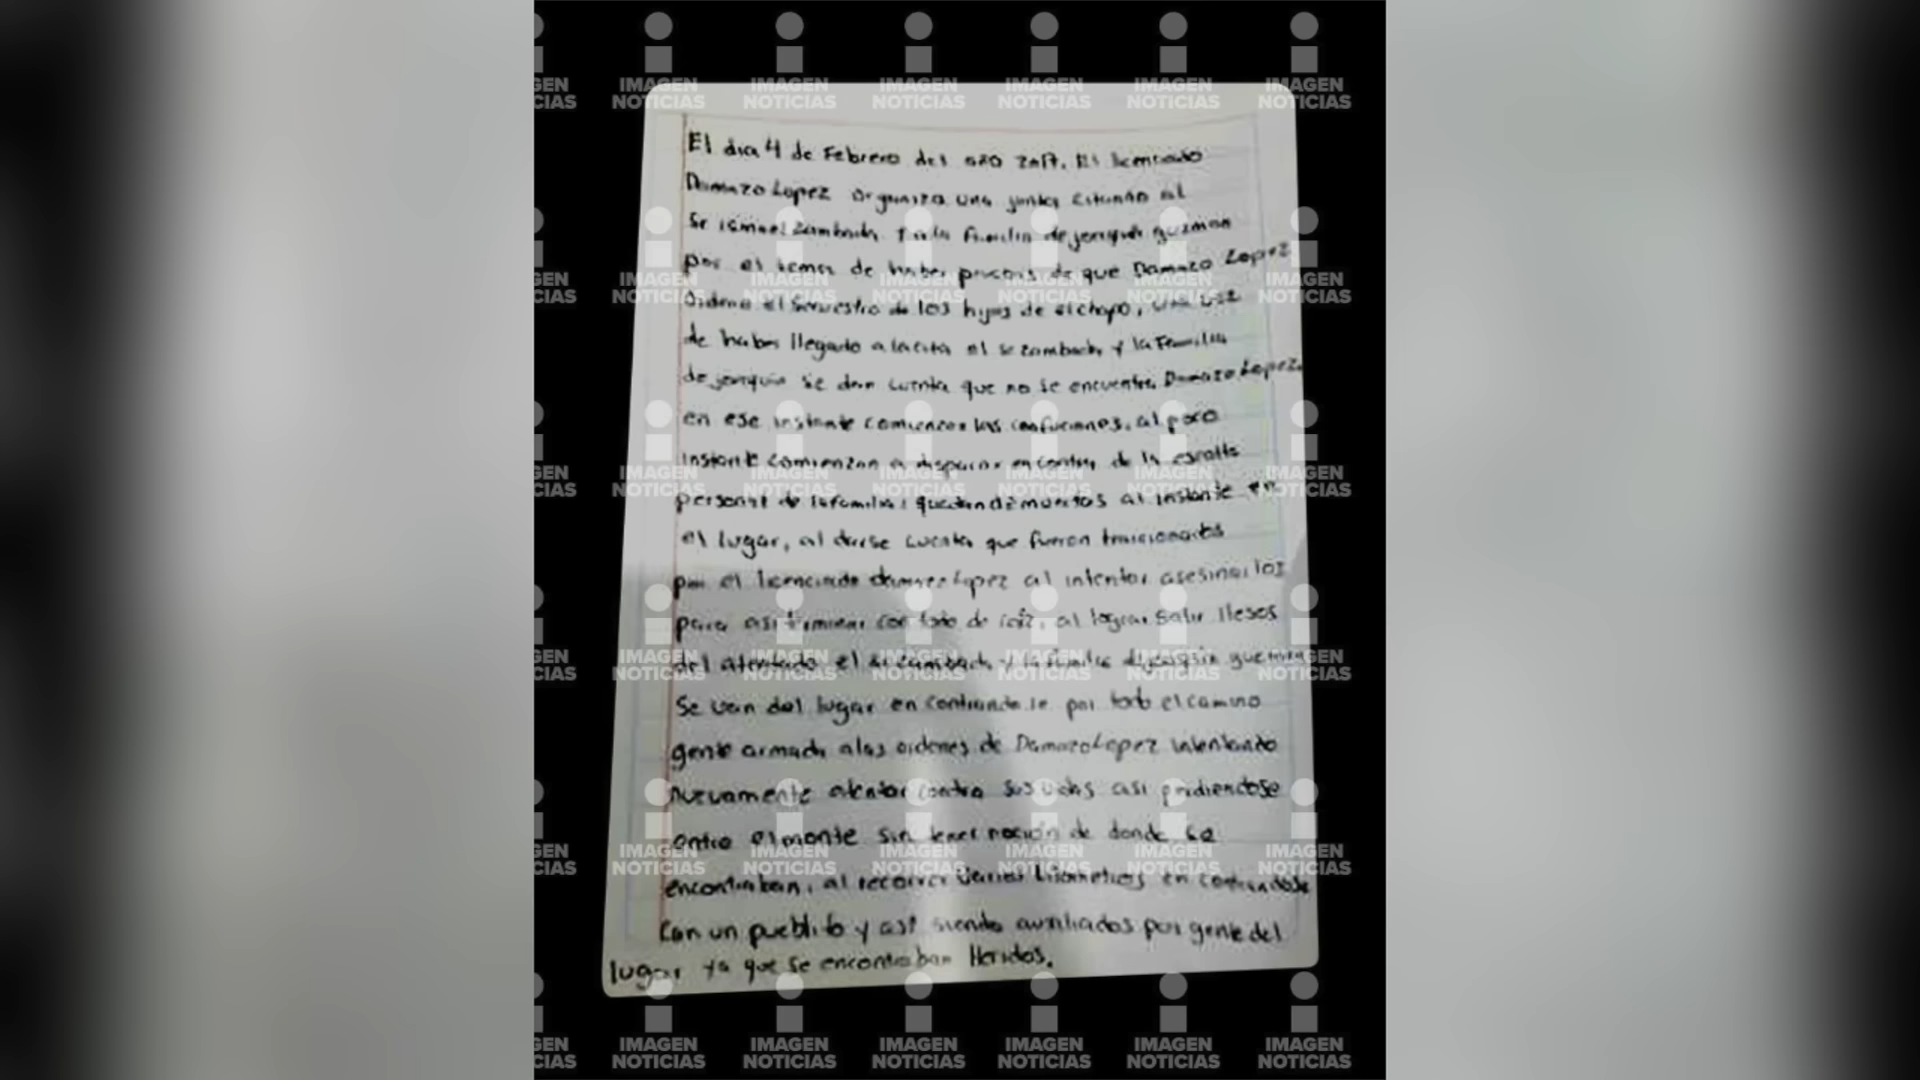 El dia 4 de Febrero del año 2017. El licenciado
Damazo Lopez organiza una junta citando al
Sr ismael Zambada. Y a la Familia de joaquin guzman
por el temor de haber pruebas de que Damazo Lopez
Ordeno el Secuestro de los hijos de el chapo, una vez
de haber llegado a la cita el sr zambada y la Familia
de joaquin se dan cuenta que no se encuentra Damazo Lopez.
en ese instante comienzan las confuciones, al poco
instante comienzan a disparar en contra de la escolta
personal de la familia: quedando muertos al instante en
el lugar, al darse cuenta que fueron traicionados
por el licenciado damazo Lopez al intentar asesinarlos
para asi terminar con todo de raiz, al lograr Salir Ilesos
del atentado el sr zambada y la familia de joaquin guzman
Se van del lugar en contrandole por todo el camino
gente armada a las ordenes de Damazo Lopez intentando
nuevamente atentar contra sus vidas asi perdiendose
entre el monte sin tener noción de donde se
encontraban, al recorrer varios kilometros en contrandose
Con un pueblito y asi siendo auxiliados por gente del
lugar ya que se encontraban Heridos.
IMAGEN
NOTICIAS